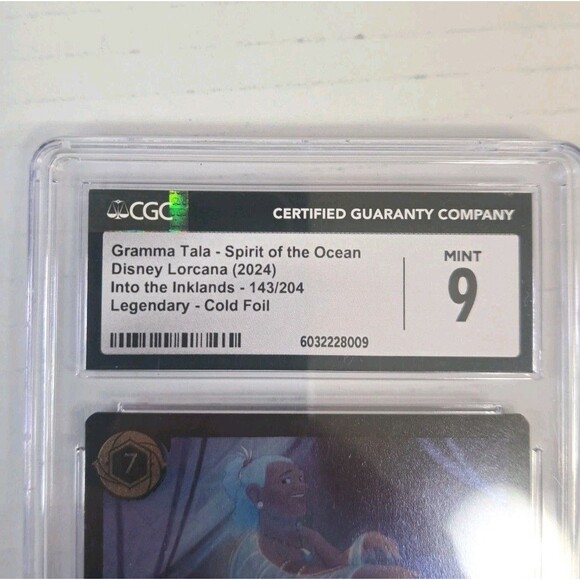 CGC
CERTIFIED GUARANTY COMPANY
Gramma Tala - Spirit of the Ocean
Disney Lorcana (2024)
Into the Inklands - 143/204
Legendary - Cold Foil
6032228009
MINT
9
7